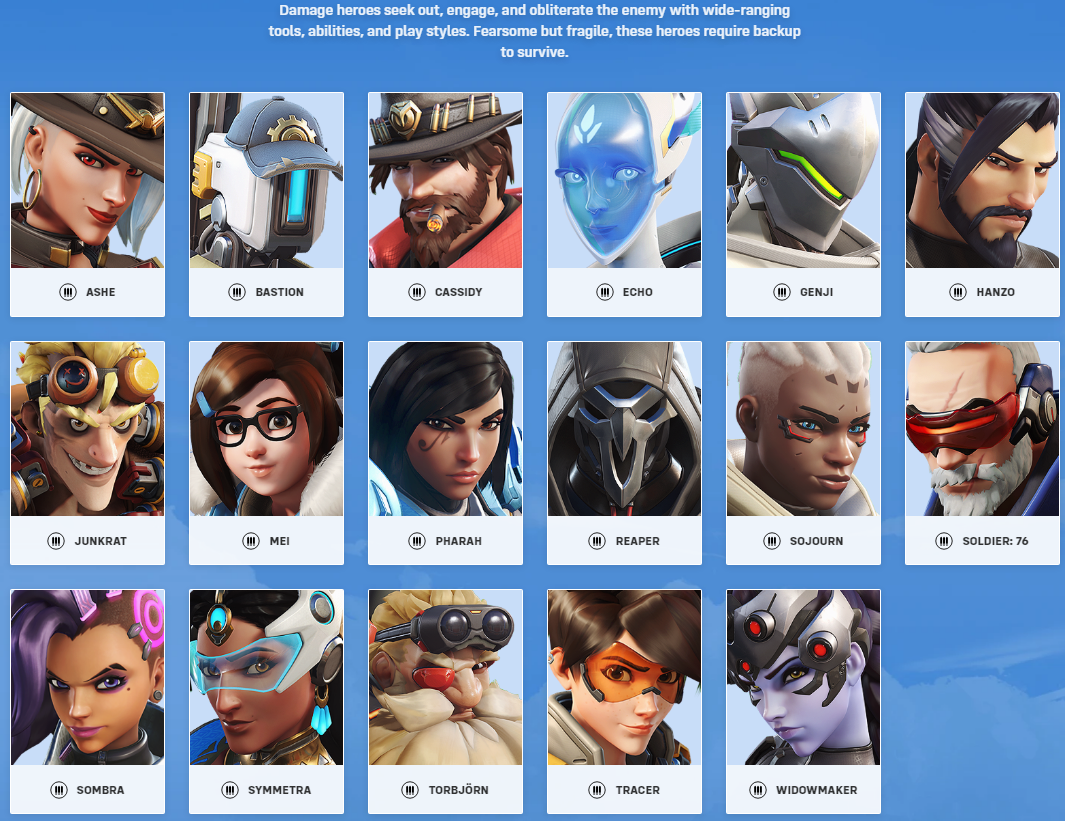 Damage heroes seek out, engage, and obliterate the enemy with wide-ranging
tools, abilities, and play styles. Fearsome but fragile, these heroes require backup
to survive.
ASHE
BASTION
CASSIDY
ECHO
GENJI
HANZO
JUNKRAT
MEI
PHARAH
REAPER
SOJOURN
SOLDIER: 76
SOMBRA
SYMMETRA
TORBJÖRN
TRACER
WIDOWMAKER